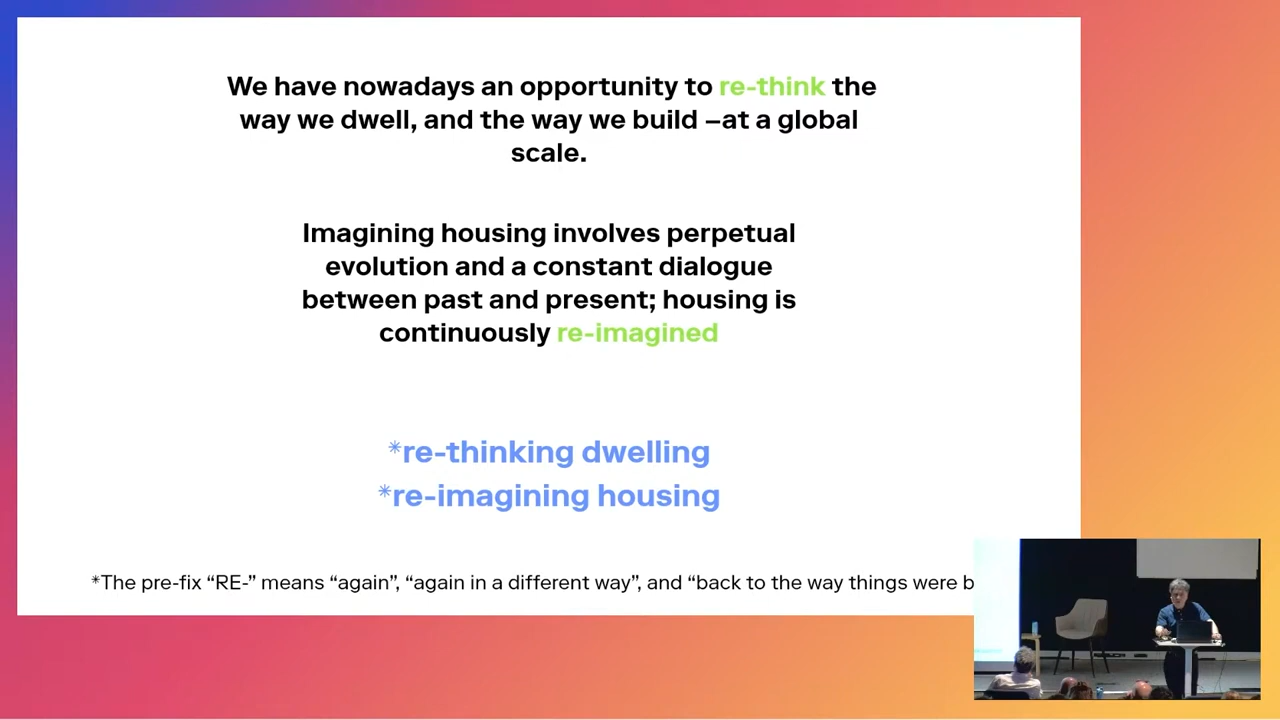 We have nowadays an opportunity to re-think the
way we dwell, and the way we build –at a global
scale.
Imagining housing involves perpetual
evolution and a constant dialogue
between past and present; housing is
continuously re-imagined
*re-thinking dwelling
*re-imagining housing
*The pre-fix “RE-” means “again”, “again in a different way”, and “back to the way things were